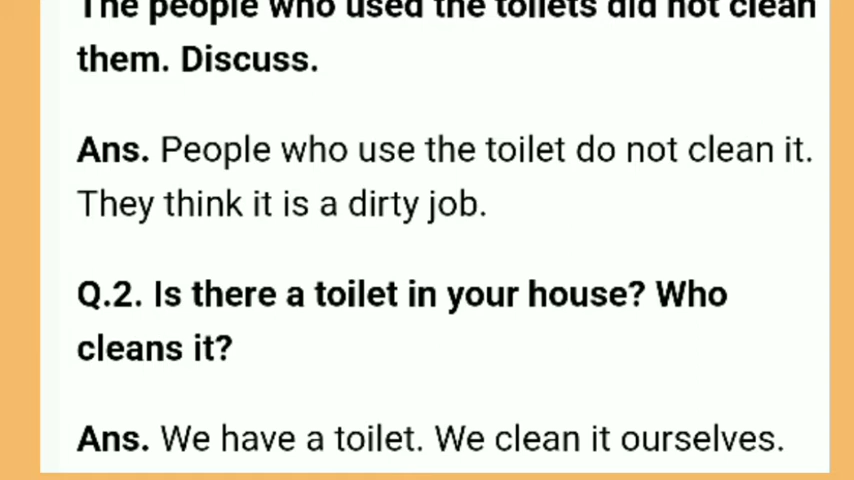 The people who used the toilets did not clean
them. Discuss.
Ans. People who use the toilet do not clean it.
They think it is a dirty job.
Q.2. Is there a toilet in your house? Who
cleans it?
Ans. We have a toilet. We clean it ourselves.